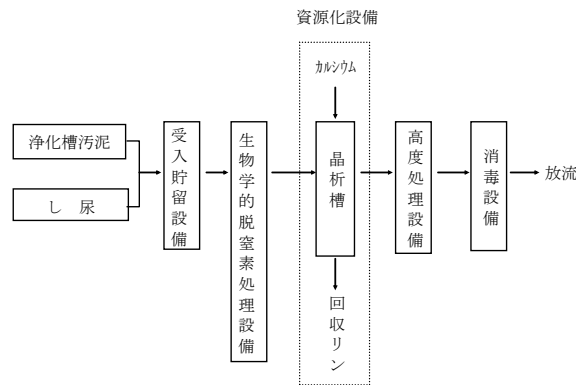 資源化設備
カルシウム
浄化槽汚泥
し 尿
受入貯留設備
生物学的脱窒素処理設備
晶析槽
回収リン
高度処理設備
消毒設備
放流